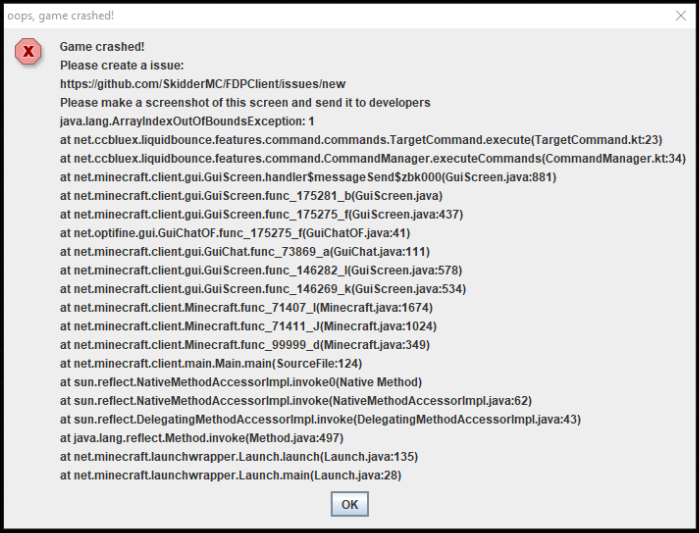 oops, game crashed!
Game crashed!
Please create a issue:
https://github.com/SkidderMC/FDPClient/issues/new
Please make a screenshot of this screen and send it to developers
java.lang.ArrayIndexOutOfBoundsException: 1
at net.ccbluex.liquidbounce.features.command.commands.TargetCommand.execute(TargetCommand.kt:23)
at net.ccbluex.liquidbounce.features.command.CommandManager.executeCommands(CommandManager.kt:34)
at net.minecraft.client.gui.GuiScreen.handler$messageSend$zbk000(GuiScreen.java:881)
at net.minecraft.client.gui.GuiScreen.func_175281_b(GuiScreen.java)
at net.minecraft.client.gui.GuiScreen.func_175275_f(GuiScreen.java:437)
at net.optifine.gui.GuiChatOF.func_175275_f(GuiChatOF.java:41)
at net.minecraft.client.gui.GuiChat.func_73869_a(GuiChat.java:111)
at net.minecraft.client.gui.GuiScreen.func_146282_l(GuiScreen.java:578)
at net.minecraft.client.gui.GuiScreen.func_146269_k(GuiScreen.java:534)
at net.minecraft.client.Minecraft.func_71407_l(Minecraft.java:1674)
at net.minecraft.client.Minecraft.func_71411_J(Minecraft.java:1024)
at net.minecraft.client.Minecraft.func_99999_d(Minecraft.java:349)
at net.minecraft.client.main.Main.main(SourceFile:124)
at sun.reflect.NativeMethodAccessorImpl.invoke0(Native Method)
at sun.reflect.NativeMethodAccessorImpl.invoke(NativeMethodAccessorImpl.java:62)
at sun.reflect.DelegatingMethodAccessorImpl.invoke(DelegatingMethodAccessorImpl.java:43)
at java.lang.reflect.Method.invoke(Method.java:497)
at net.minecraft.launchwrapper.Launch.launch(Launch.java:135)
at net.minecraft.launchwrapper.Launch.main(Launch.java:28)
OK